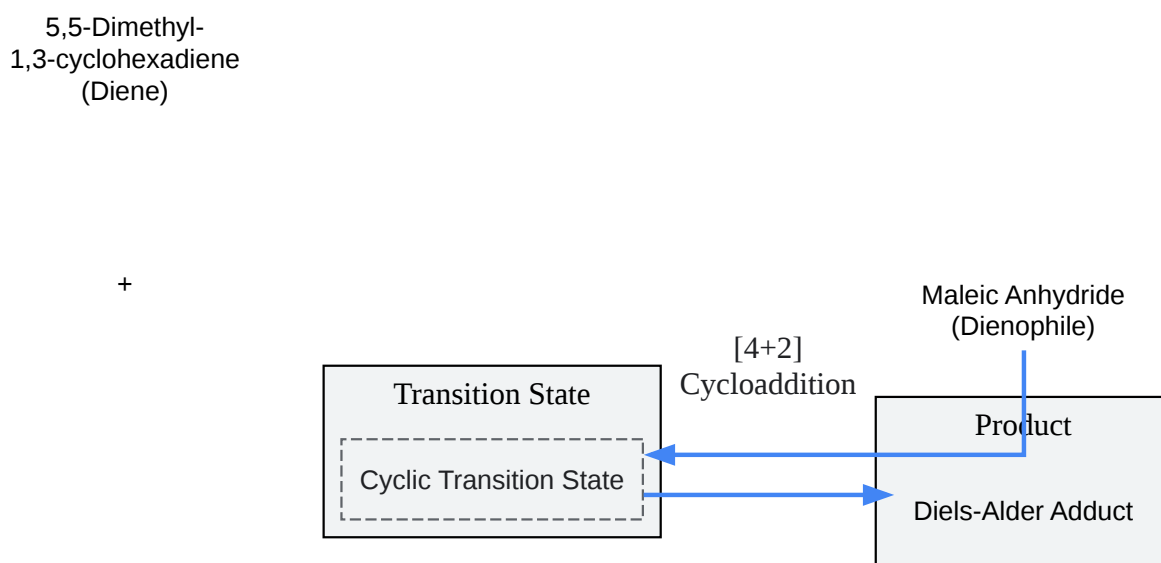 5,5-Dimethyl-
1,3-cyclohexadiene
(Diene)
+
Maleic Anhydride
(Dienophile)
[4+2]
Cycloaddition
Transition State
Cyclic Transition State
Product
Diels-Alder Adduct